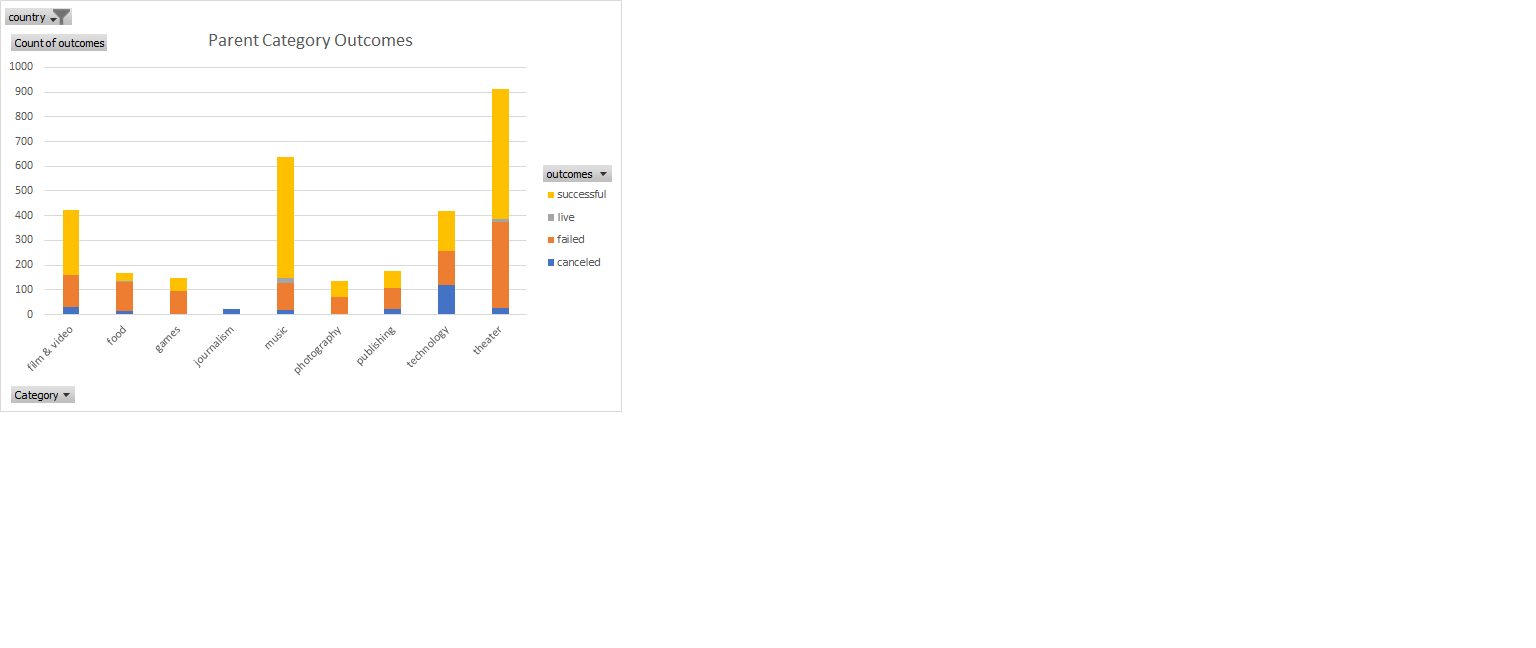 country
Count of outcomes
Parent Category Outcomes
1000
900
800
700
600
500
400
300
200
100
0
outcomes
successful
live
failed
canceled
film & video
food
games
journalism
music
photography
publishing
technology
theater
Category